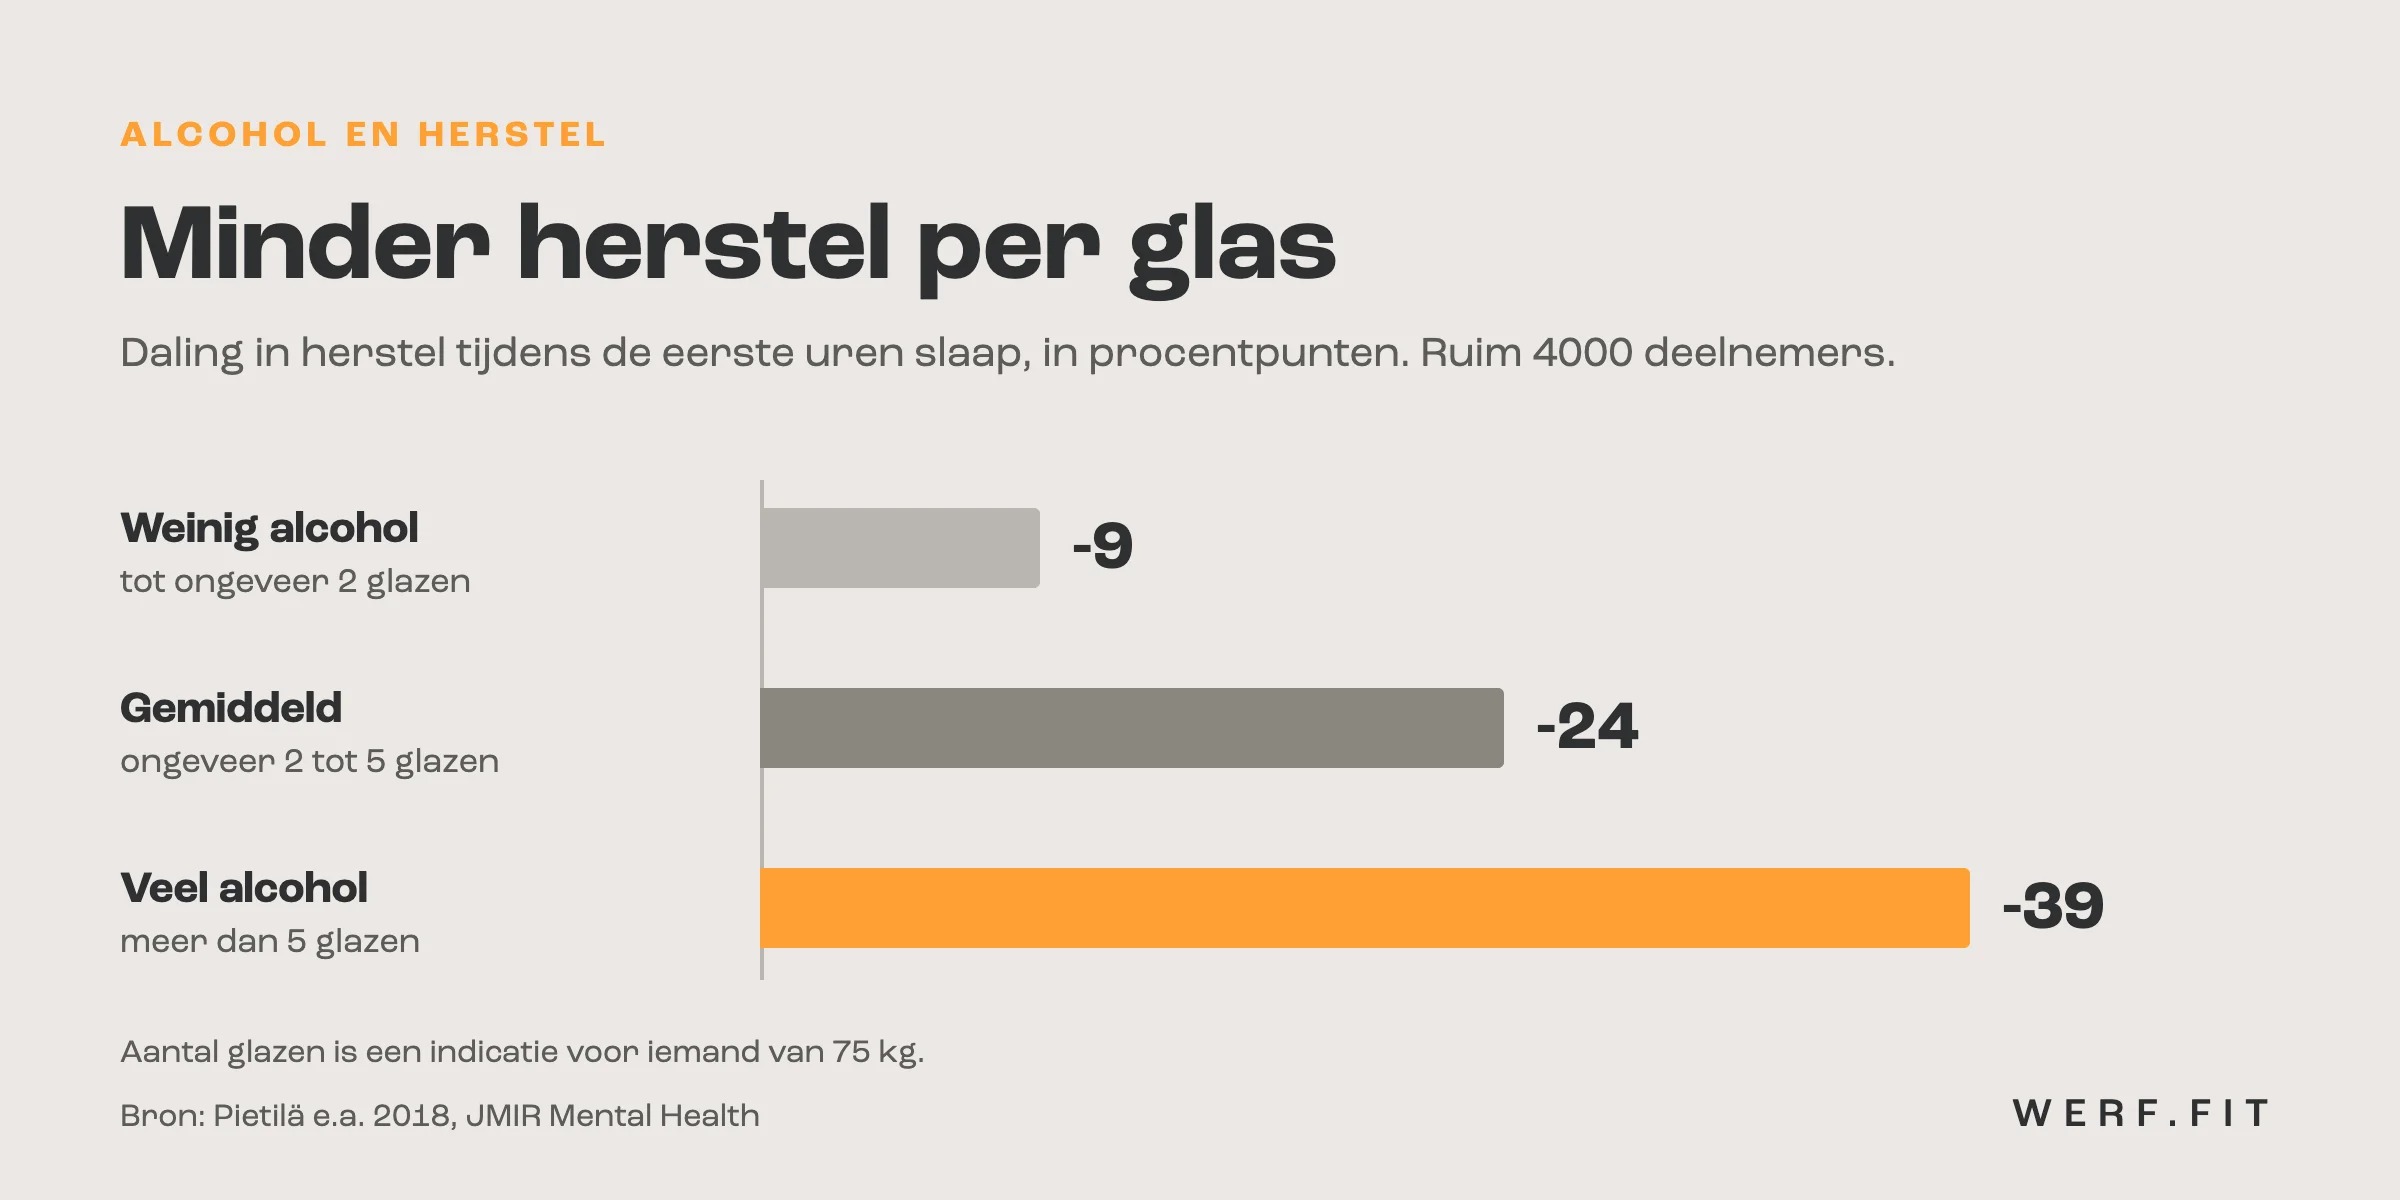 ALCOHOL EN HERSTEL
Minder herstel per glas
Daling in herstel tijdens de eerste uren slaap, in procentpunten. Ruim 4000 deelnemers.
Weinig alcohol
tot ongeveer 2 glazen
-9
Gemiddeld
ongeveer 2 tot 5 glazen
-24
Veel alcohol
meer dan 5 glazen
-39
Aantal glazen is een indicatie voor iemand van 75 kg.
Bron: Pietilä e.a. 2018, JMIR Mental Health
WERF.FIT